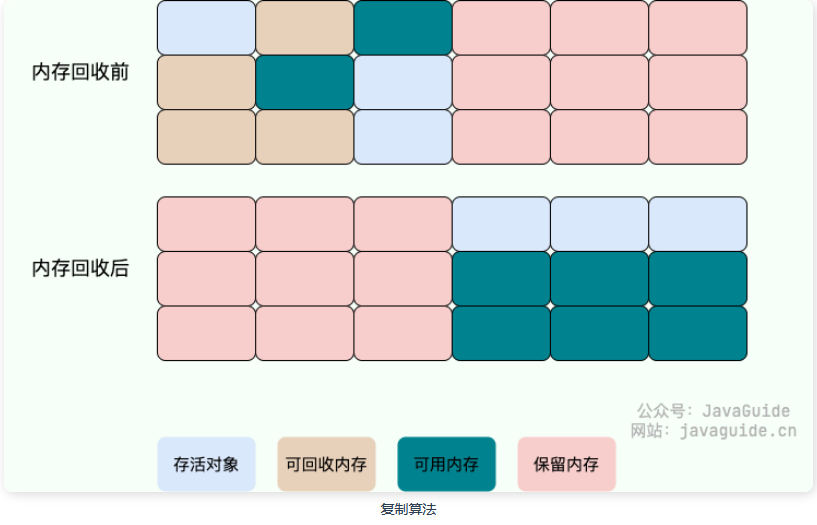 内存回收前
内存回收后
公众号：JavaGuide
网站：javaguide.cn
存活对象
可回收内存
可用内存
保留内存
复制算法